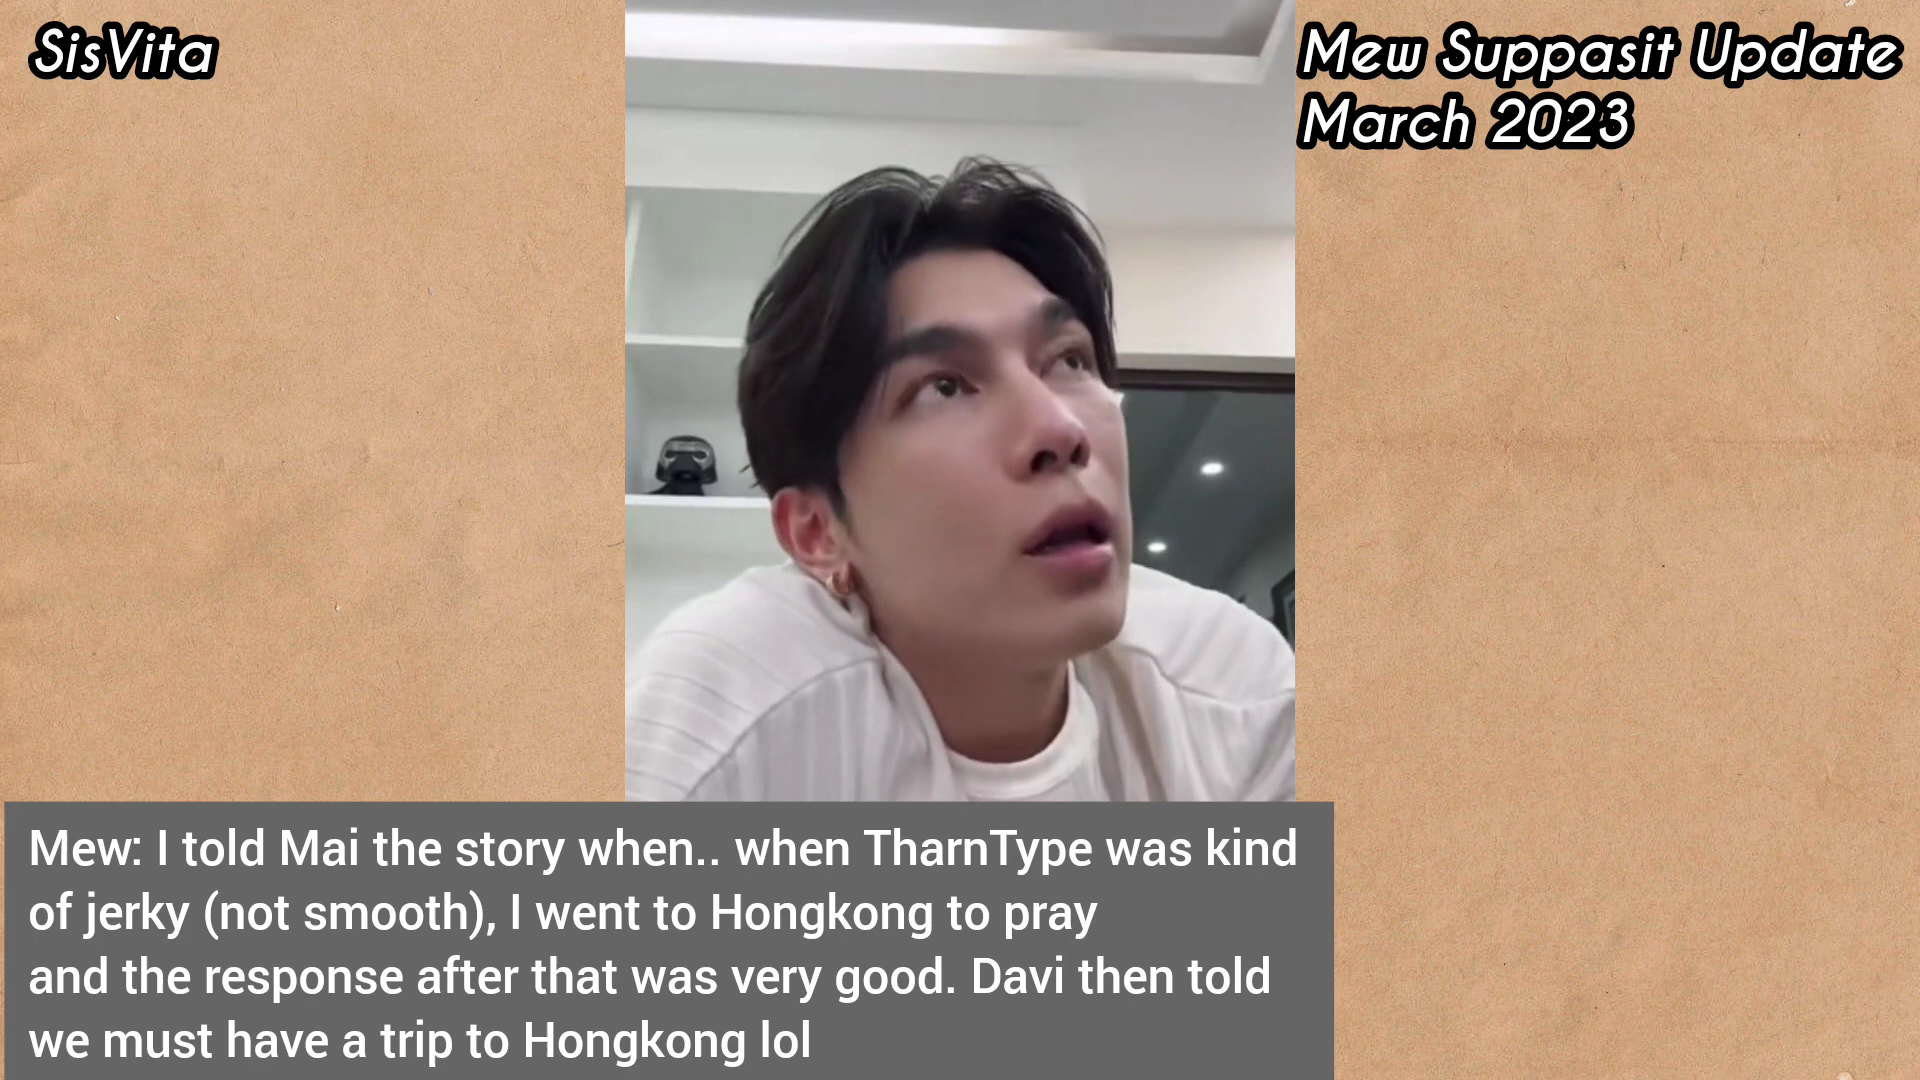 SisVita
Mew Suppasit Update
March 2023
Mew: I told Mai the story when.. when TharnType was kind
of jerky (not smooth), I went to Hongkong to pray
and the response after that was very good. Davi then told
we must have a trip to Hongkong lol